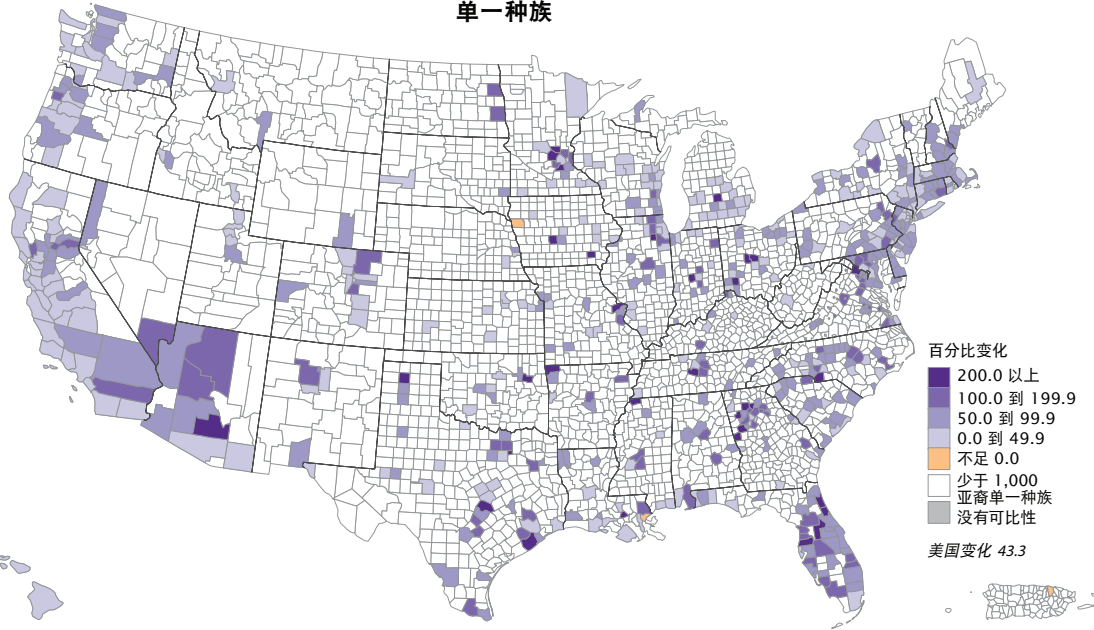 单一种族
百分比变化
200.0 以上
100.0 到 199.9
50.0 到 99.9
0.0 到 49.9
不足 0.0
少于 1,000
亚裔单一种族
没有可比性
美国变化 43.3